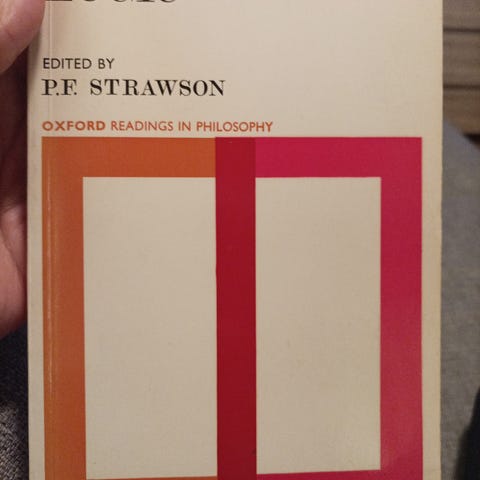 EDITED BY
P.F. STRAWSON
OXFORD READINGS IN PHILOSOPHY